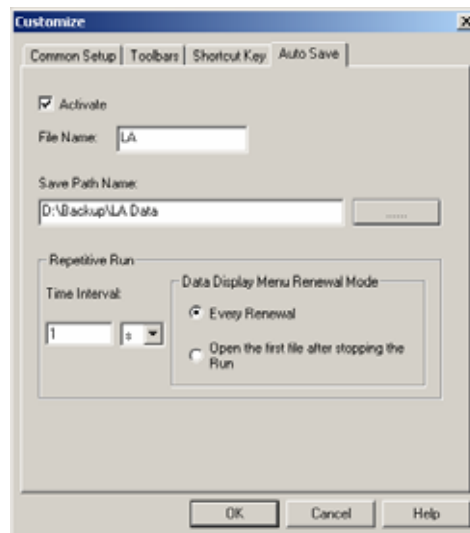 Customize
Common Setup Toolbars Shortcut Key Auto Save
Activate
File Name: LA
Save Path Name:
D:\Backup\LA Data ......
Repetitive Run
Time Interval:
1 s
Data Display Menu Renewal Mode
Every Renewal
Open the first file after stopping the
Run
OK Cancel Help